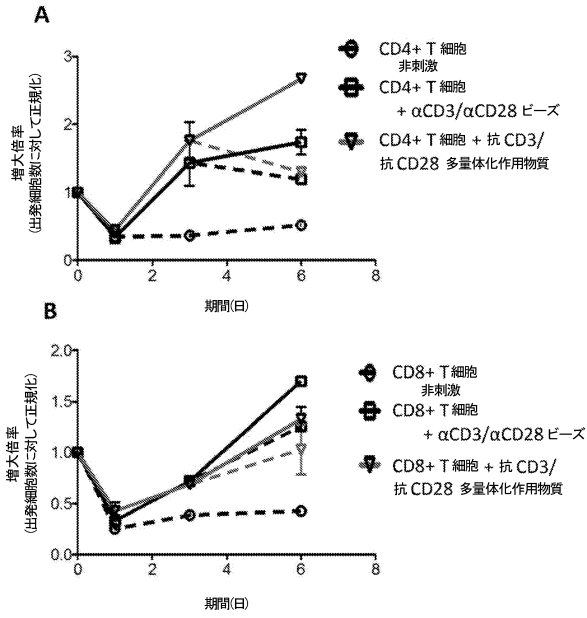 A
増大倍率
(出発細胞数に対して正規化)
3
2
1
0
0 2 4 6 8
期間(日)
CD4+ T 細胞
非刺激
CD4+ T 細胞
+ αCD3/αCD28 ビーズ
CD4+ T 細胞 + 抗 CD3/
抗 CD28 多量体化作用物質
B
増大倍率
(出発細胞数に対して正規化)
2.0
1.5
1.0
0.5
0.0
0 2 4 6 8
期間(日)
CD8+ T 細胞
非刺激
CD8+ T 細胞
+ αCD3/αCD28 ビーズ
CD8+ T 細胞 + 抗 CD3/
抗 CD28 多量体化作用物質